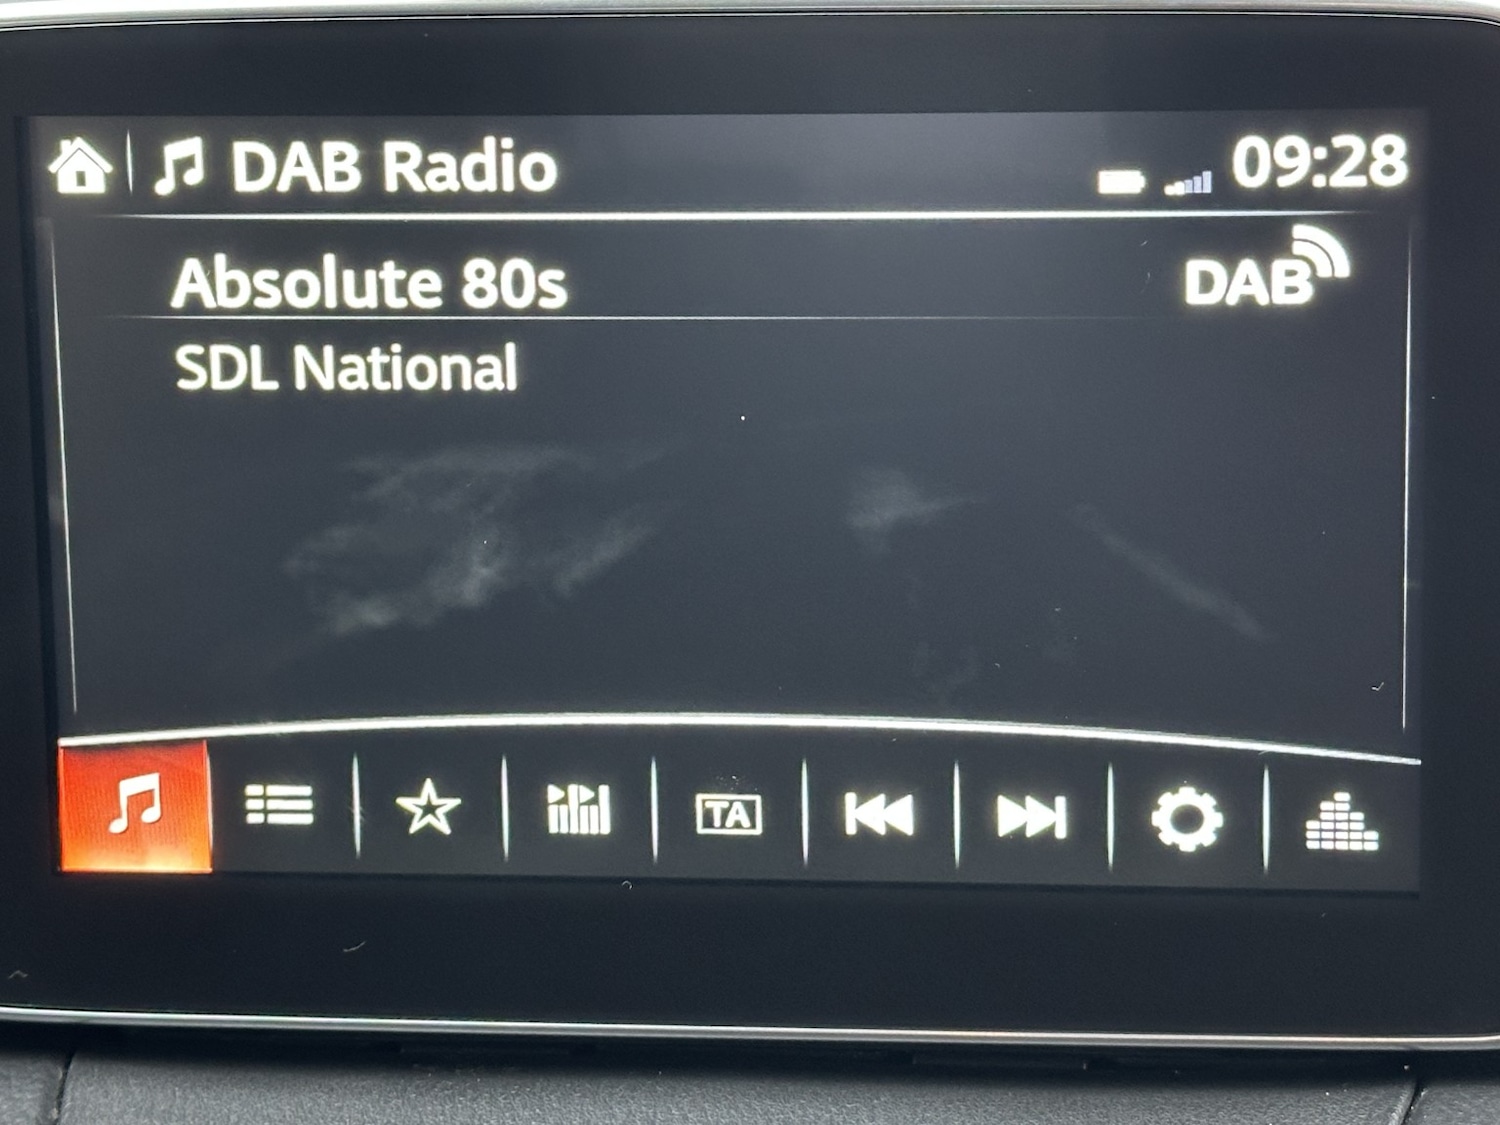 DAB Radio
09:28
Absolute 80s
DAB
SDL National
TA